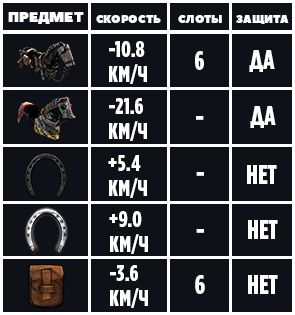 ПРЕДМЕТ СКОРОСТЬ СЛОТЫ ЗАЩИТА
-10.8 КМ/Ч 6 ДА
-21.6 КМ/Ч - ДА
+5.4 КМ/Ч - НЕТ
+9.0 КМ/Ч - НЕТ
-3.6 КМ/Ч 6 НЕТ